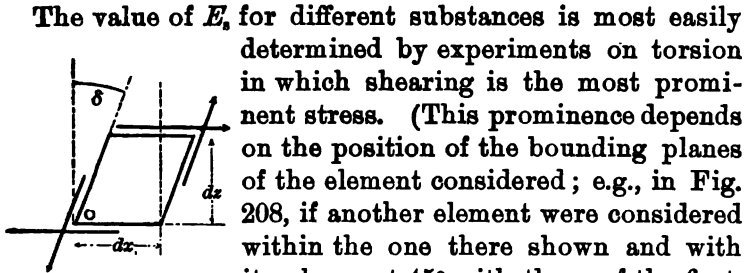 The value of Eₛ for different substances is most easily
determined by experiments on torsion
in which shearing is the most promi-
nent stress. (This prominence depends
on the position of the bounding planes
of the element considered; e.g., in Fig.
208, if another element were considered
within the one there shown and with
δ
O
dz
dx